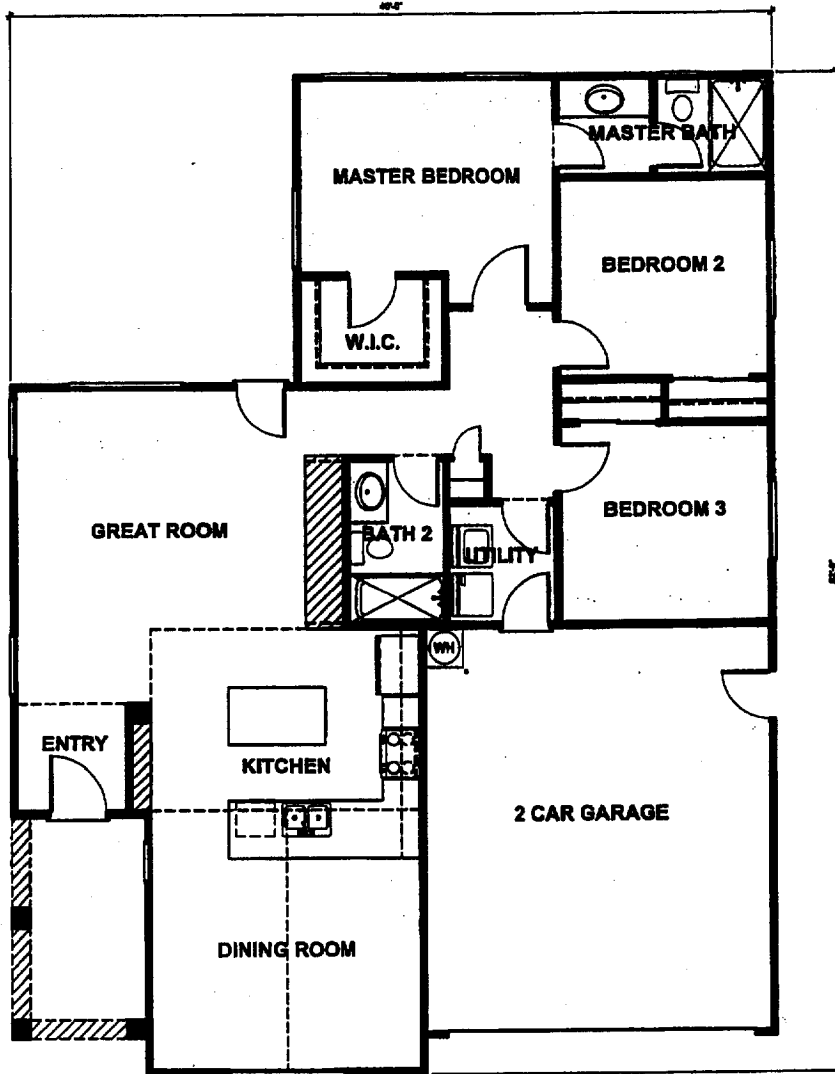 MASTER BATH
MASTER BEDROOM
BEDROOM 2
W.I.C.
GREAT ROOM
BATH 2
UTILITY
BEDROOM 3
WH
ENTRY
KITCHEN
2 CAR GARAGE
DINING ROOM